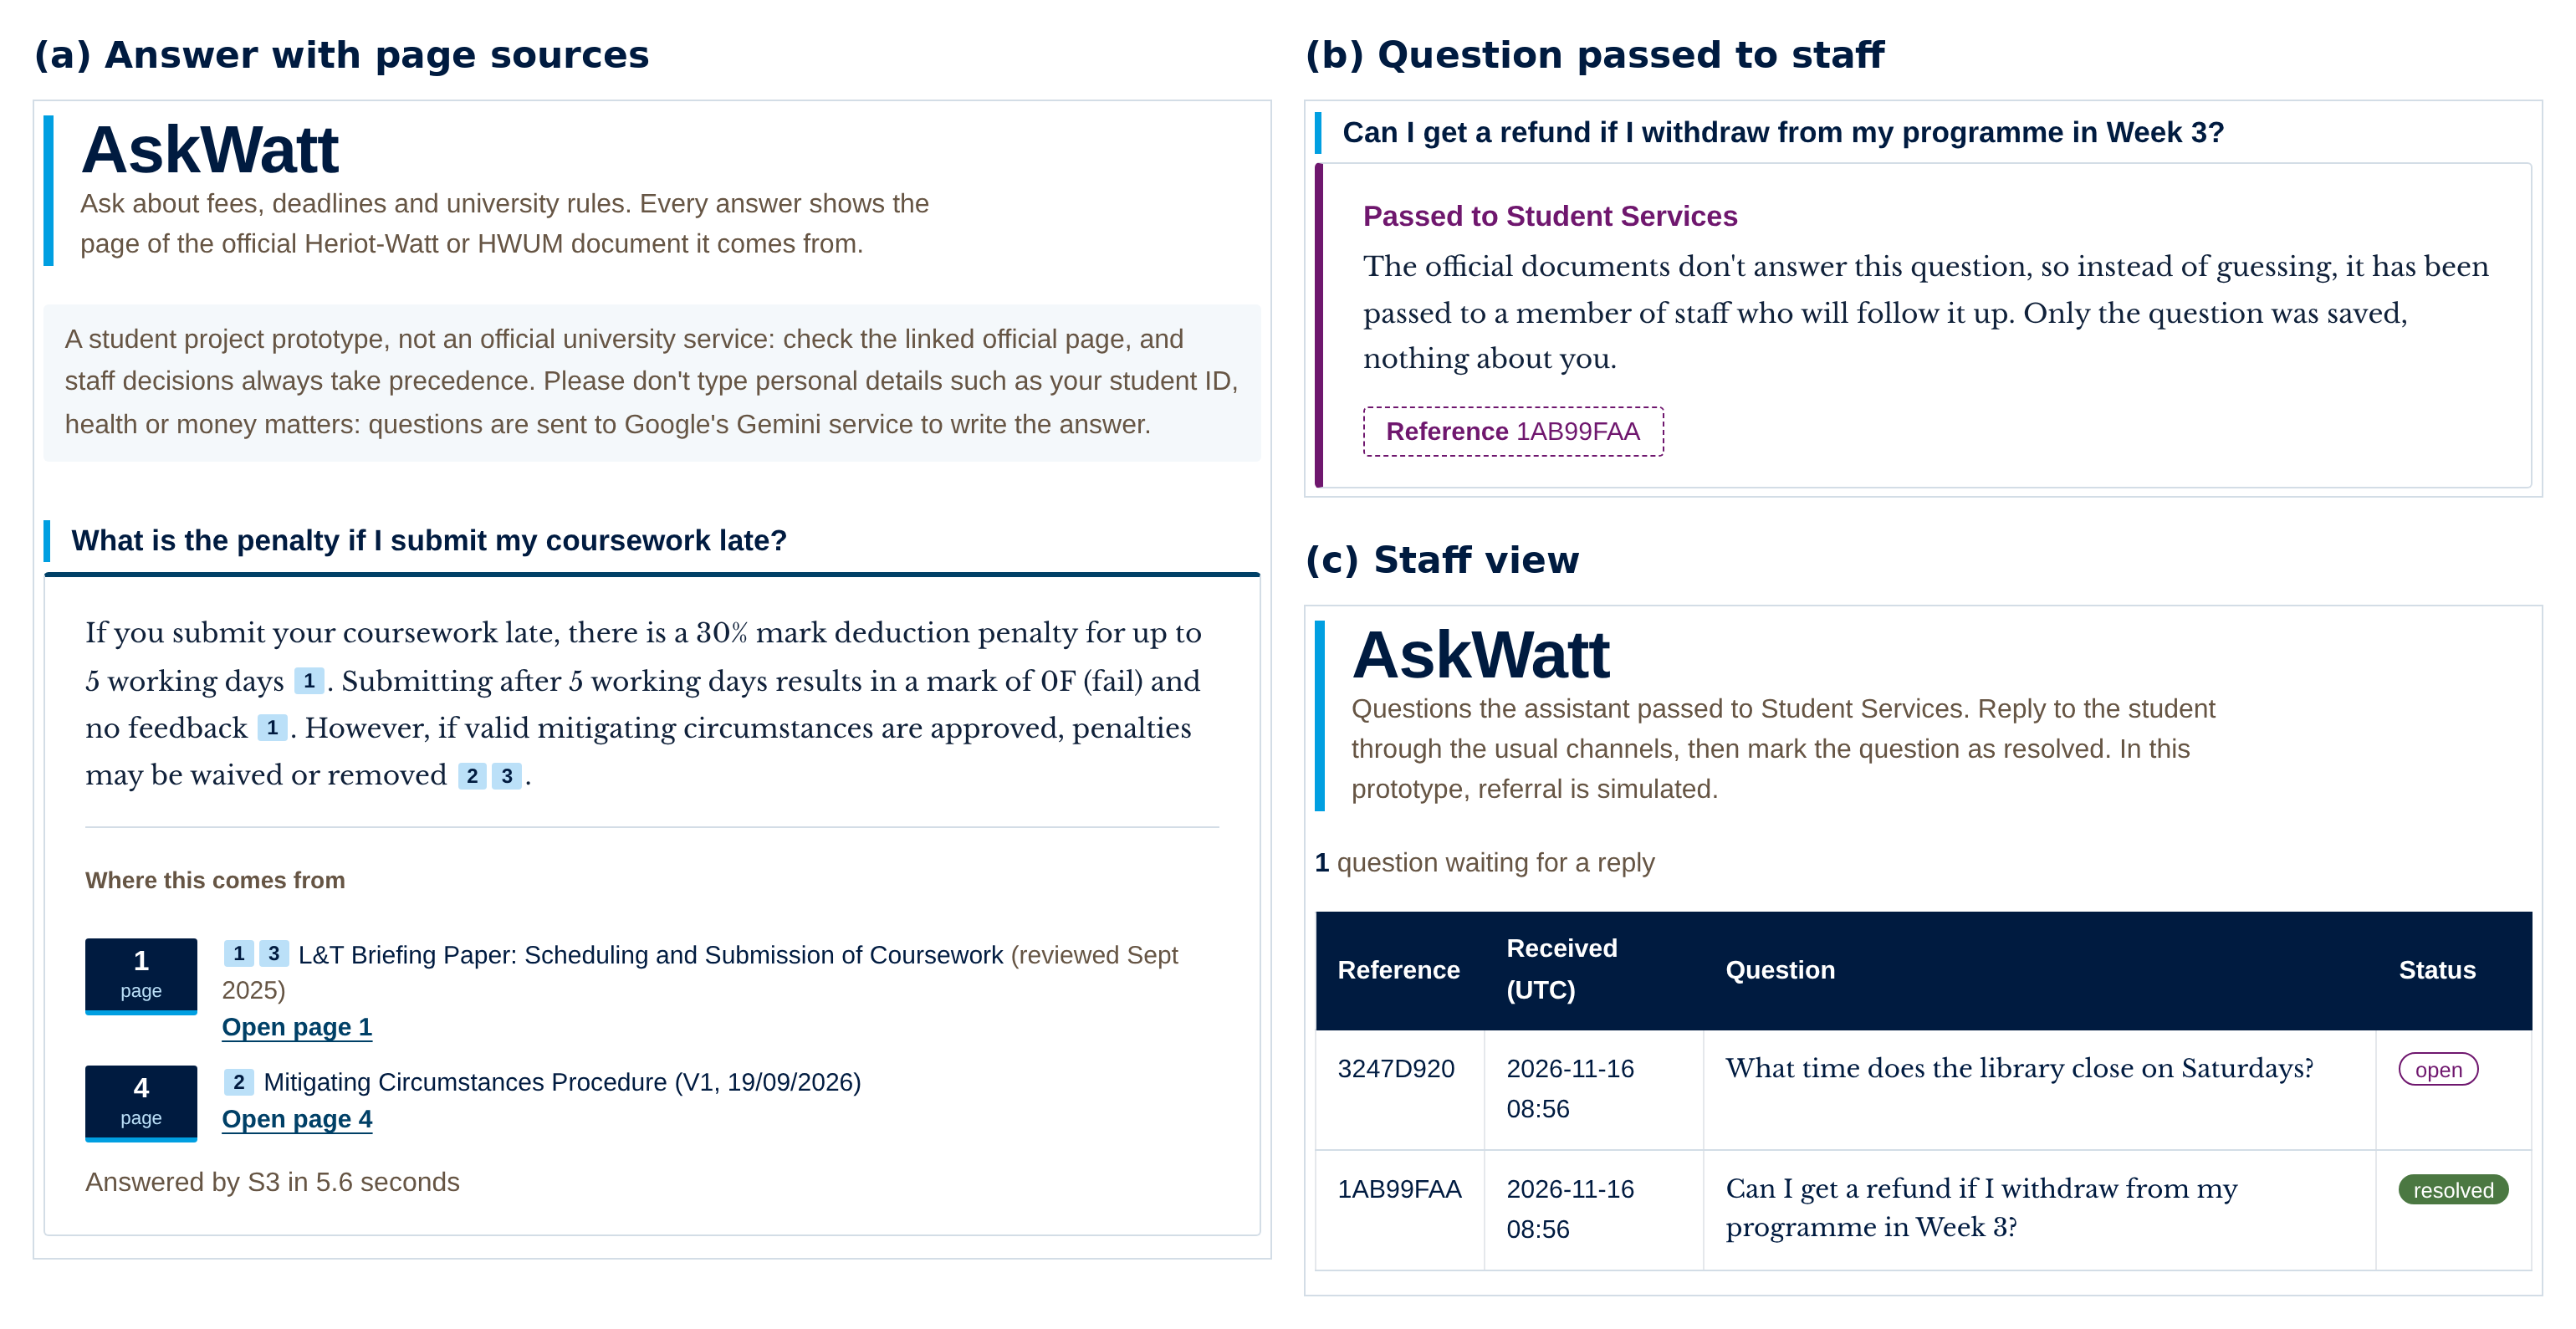 (a) Answer with page sources
AskWatt
Ask about fees, deadlines and university rules. Every answer shows the
page of the official Heriot-Watt or HWUM document it comes from.
A student project prototype, not an official university service: check the linked official page, and
staff decisions always take precedence. Please don't type personal details such as your student ID,
health or money matters: questions are sent to Google's Gemini service to write the answer.
What is the penalty if I submit my coursework late?
If you submit your coursework late, there is a 30% mark deduction penalty for up to
5 working days 1. Submitting after 5 working days results in a mark of 0F (fail) and
no feedback 1. However, if valid mitigating circumstances are approved, penalties
may be waived or removed 2 3.
Where this comes from
1
page
1 3 L&T Briefing Paper: Scheduling and Submission of Coursework (reviewed Sept
2025)
Open page 1
4
page
2 Mitigating Circumstances Procedure (V1, 19/09/2026)
Open page 4
Answered by S3 in 5.6 seconds
(b) Question passed to staff
Can I get a refund if I withdraw from my programme in Week 3?
Passed to Student Services
The official documents don't answer this question, so instead of guessing, it has been
passed to a member of staff who will follow it up. Only the question was saved,
nothing about you.
Reference 1AB99FAA
(c) Staff view
AskWatt
Questions the assistant passed to Student Services. Reply to the student
through the usual channels, then mark the question as resolved. In this
prototype, referral is simulated.
1 question waiting for a reply
Reference
Received
(UTC)
Question
Status
3247D920
2026-11-16
08:56
What time does the library close on Saturdays?
open
1AB99FAA
2026-11-16
08:56
Can I get a refund if I withdraw from my
programme in Week 3?
resolved